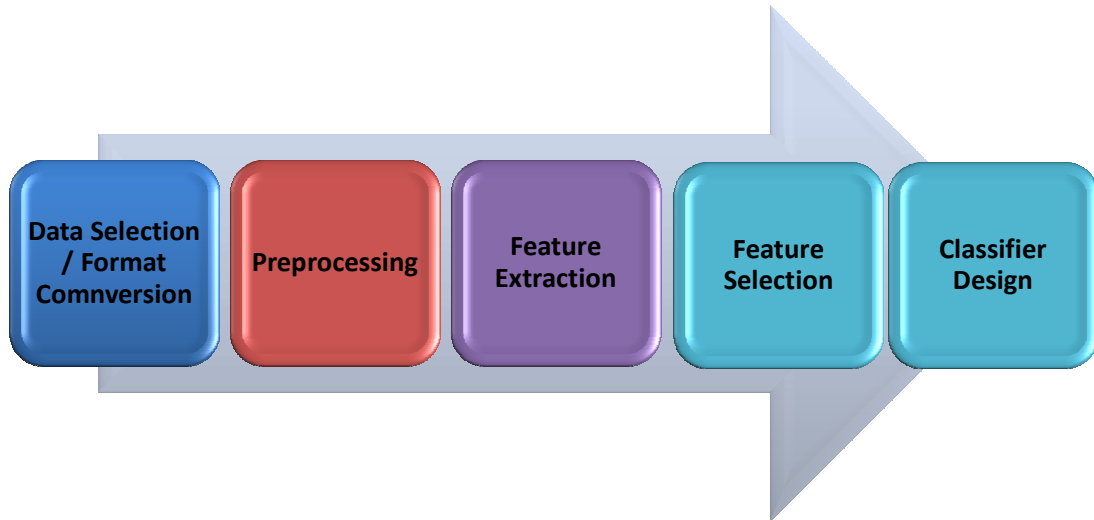 Data Selection
/ Format
Comnversion
Preprocessing
Feature
Extraction
Feature
Selection
Classifier
Design